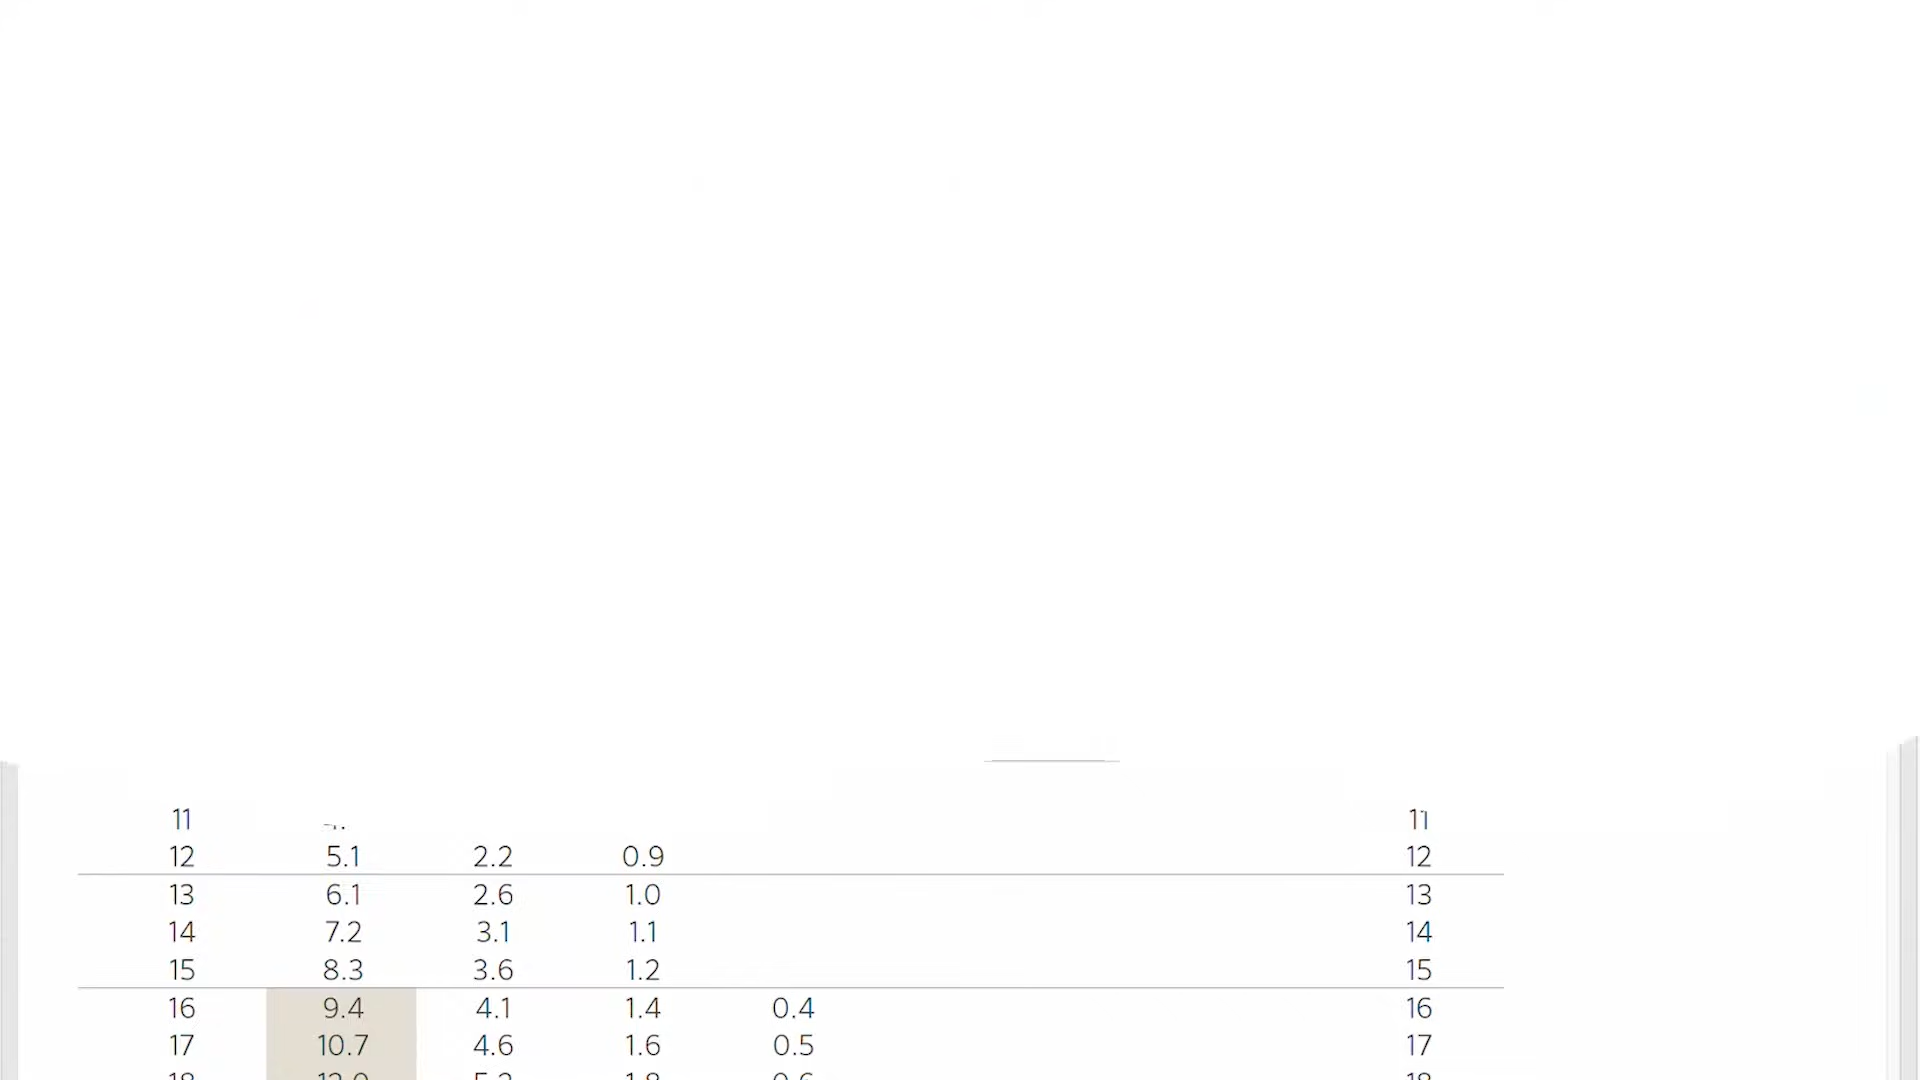 11 11
12 5.1 2.2 0.9 12
13 6.1 2.6 1.0 13
14 7.2 3.1 1.1 14
15 8.3 3.6 1.2 15
16 9.4 4.1 1.4 0.4 16
17 10.7 4.6 1.6 0.5 17